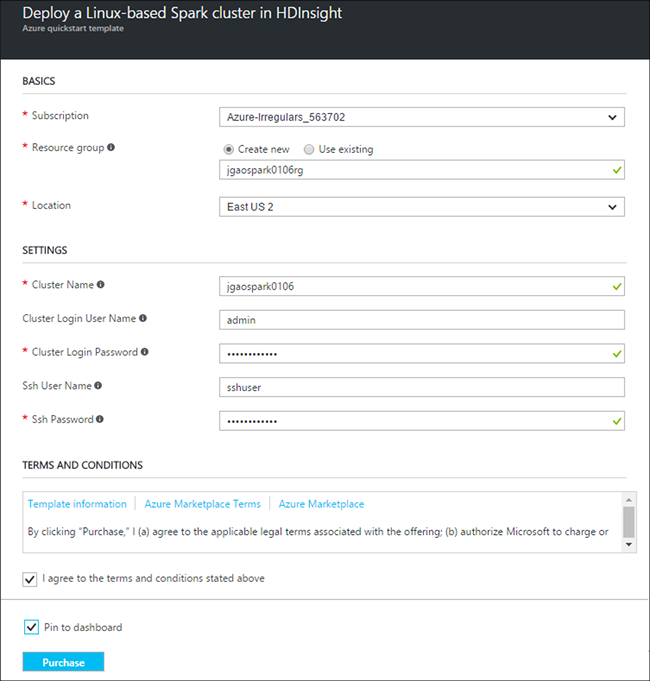 Deploy a Linux-based Spark cluster in HDInsight
Azure quickstart template
BASICS
* Subscription
Azure-Irregulars_563702
* Resource group
Create new
Use existing
jgaospark0106rg
* Location
East US 2
SETTINGS
* Cluster Name
jgaospark0106
Cluster Login User Name
admin
* Cluster Login Password
••••••••••••
Ssh User Name
sshuser
* Ssh Password
••••••••••••
TERMS AND CONDITIONS
Template information
Azure Marketplace Terms
Azure Marketplace
By clicking "Purchase," I (a) agree to the applicable legal terms associated with the offering; (b) authorize Microsoft to charge or
I agree to the terms and conditions stated above
Pin to dashboard
Purchase